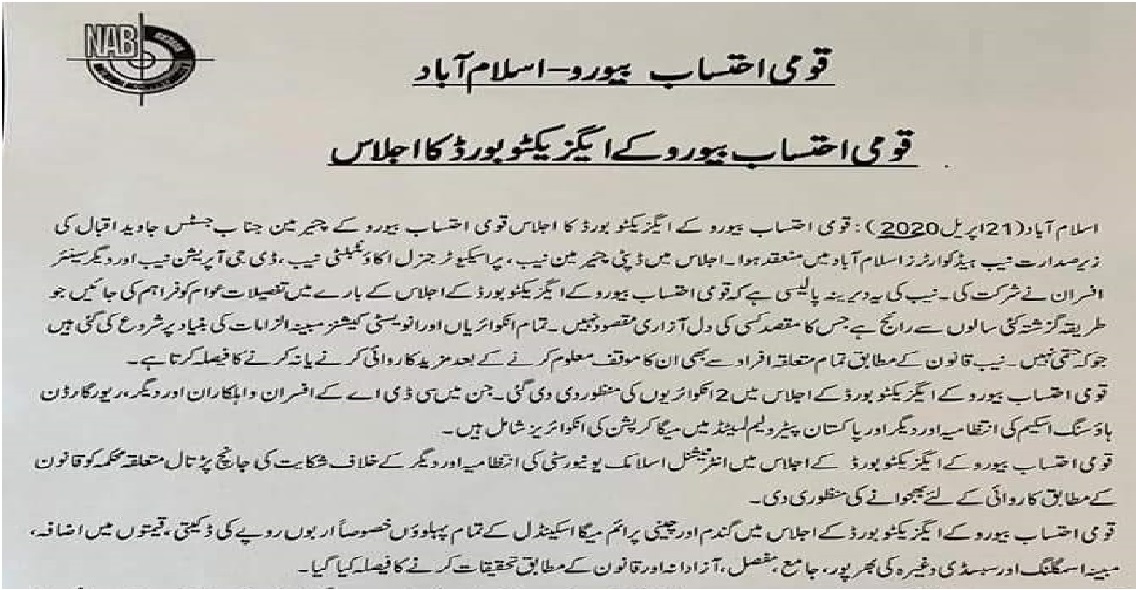 NAB
قومی احتساب بیورو-اسلام آباد
قومی احتساب بیورو کے ایگزیکٹو بورڈ کا اجلاس
اسلام آباد(21اپریل 2020): قومی احتساب بیورو کے ایگزیکٹو بورڈ کا اجلاس قومی احتساب بیورو کے چئیرمین جناب جسٹس جاوید اقبال کی
زیر صدارت نیب ہیڈکوارٹرز اسلام آباد میں منعقد ہوا۔ اجلاس میں ڈپٹی چئیرمین نیب، پراسیکیوٹر جنرل اکاؤنٹبلٹی نیب، ڈی جی آپریشن نیب اور دیگر سینئر
افسران نے شرکت کی۔ نیب کی یہ دیرینہ پالیسی ہے کہ قومی احتساب بیورو کے ایگزیکٹو بورڈ کے اجلاس کے بارے میں تفصیلات عوام کو فراہم کی جائیں جو
طریقہ گزشتہ کئی سالوں سے رائج ہے جس کا مقصد کسی کی دل آزاری مقصود نہیں۔ تمام انکوائریاں اور انویسٹی گیشنز مبینہ الزامات کی بنیاد پر شروع کی گئی ہیں
جو کہ حتمی نہیں۔ نیب قانون کے مطابق تمام متعلقہ افراد سے بھی ان کا موقف معلوم کرنے کے بعد مزید کاروائی کرنے یا نہ کرنے کا فیصلہ کرتا ہے۔
قومی احتساب بیورو کے ایگزیکٹو بورڈ کے اجلاس میں 2 انکوائریوں کی منظوری دی گئی۔ جن میں سی ڈی اے کے افسران و اہلکاران اور دیگر، ریور گارڈن
ہاؤسنگ اسکیم کی انتظامیہ اور دیگر اور پاکستان پیٹرولیم لمیٹڈ میں میگا کرپشن کی انکوائریز شامل ہیں۔
قومی احتساب بیورو کے ایگزیکٹو بورڈ کے اجلاس میں انٹرنیشنل اسلامک یونیورسٹی کی انتظامیہ اور دیگر کے خلاف شکایت کی جانچ پڑتال متعلقہ محکمہ کو قانون
کے مطابق کاروائی کے لئے بھجوانے کی منظوری دی۔
قومی احتساب بیورو کے ایگزیکٹو بورڈ کے اجلاس میں گندم اور چینی پرائم میگا اسکینڈل کے تمام پہلوؤں خصوصاً اربوں روپے کی ڈکیتی، قیمتوں میں اضافہ،
مبینہ اسمگلنگ اور سبسڈی وغیرہ کی بھرپور، جامع، مفصل، آزادانہ اور قانون کے مطابق تحقیقات کرنے کا فیصلہ کیا گیا۔